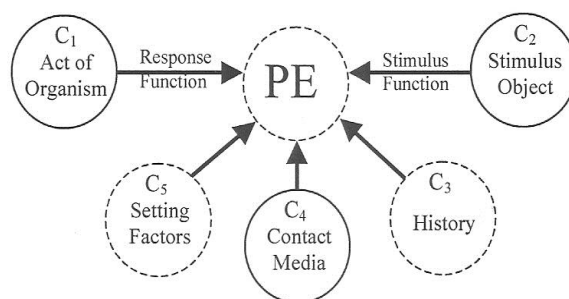 C₁
Act of
Organism
Response
Function
PE
Stimulus
Function
C₂
Stimulus
Object
C₅
Setting
Factors
C₄
Contact
Media
C₃
History